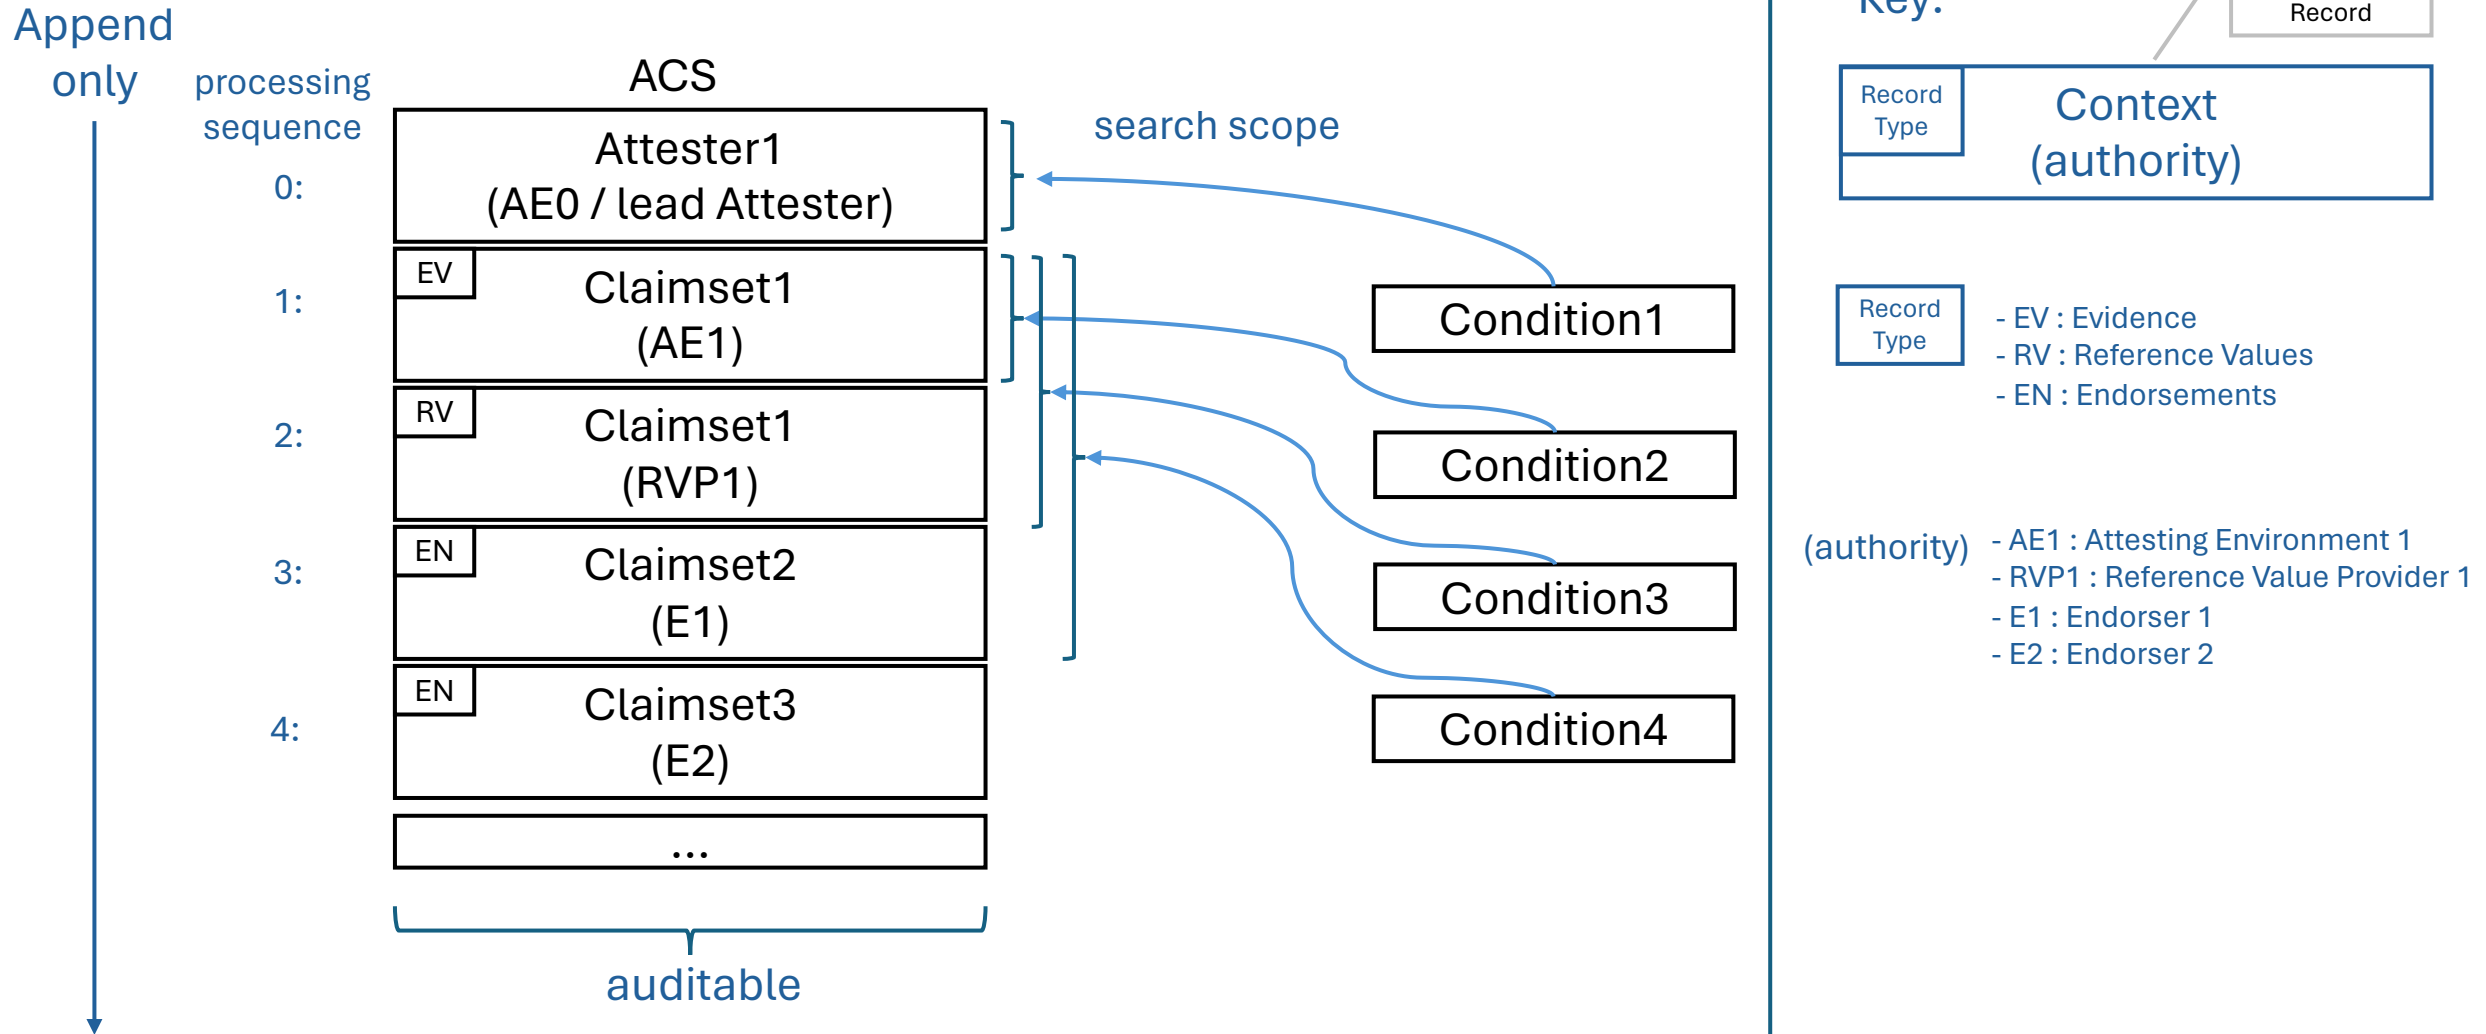 Append
only
processing
sequence
ACS
search scope
0:
Attester1
(AE0 / lead Attester)
1:
EV
Claimset1
(AE1)
2:
RV
Claimset1
(RVP1)
3:
EN
Claimset2
(E1)
4:
EN
Claimset3
(E2)
...
auditable
Condition1
Condition2
Condition3
Condition4
Key:
Record
Record
Type
Context
(authority)
Record
Type
- EV : Evidence
- RV : Reference Values
- EN : Endorsements
(authority)
- AE1 : Attesting Environment 1
- RVP1 : Reference Value Provider 1
- E1 : Endorser 1
- E2 : Endorser 2